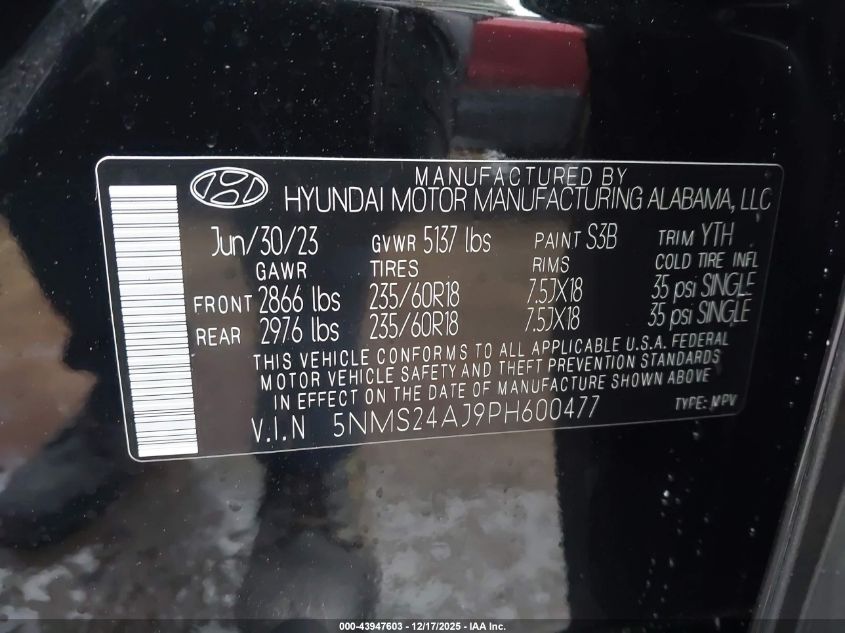 MANUFACTURED BY
HYUNDAI MOTOR MANUFACTURING ALABAMA, LLC
Jun/30/23 GVWR 5137 lbs PAINT S3B TRIM YTH
GAWR TIRES RIMS COLD TIRE INFL
FRONT 2866 lbs 235/60R18 7.5JX18 35 psi SINGLE
REAR 2976 lbs 235/60R18 7.5JX18 35 psi SINGLE
THIS VEHICLE CONFORMS TO ALL APPLICABLE U.S.A. FEDERAL
MOTOR VEHICLE SAFETY AND THEFT PREVENTION STANDARDS
IN EFFECT ON THE DATE OF MANUFACTURE SHOWN ABOVE
V.I.N 5NMS24AJ9PH600477 TYPE: MPV
000-43947603 - 12/17/2025 - IAA Inc.